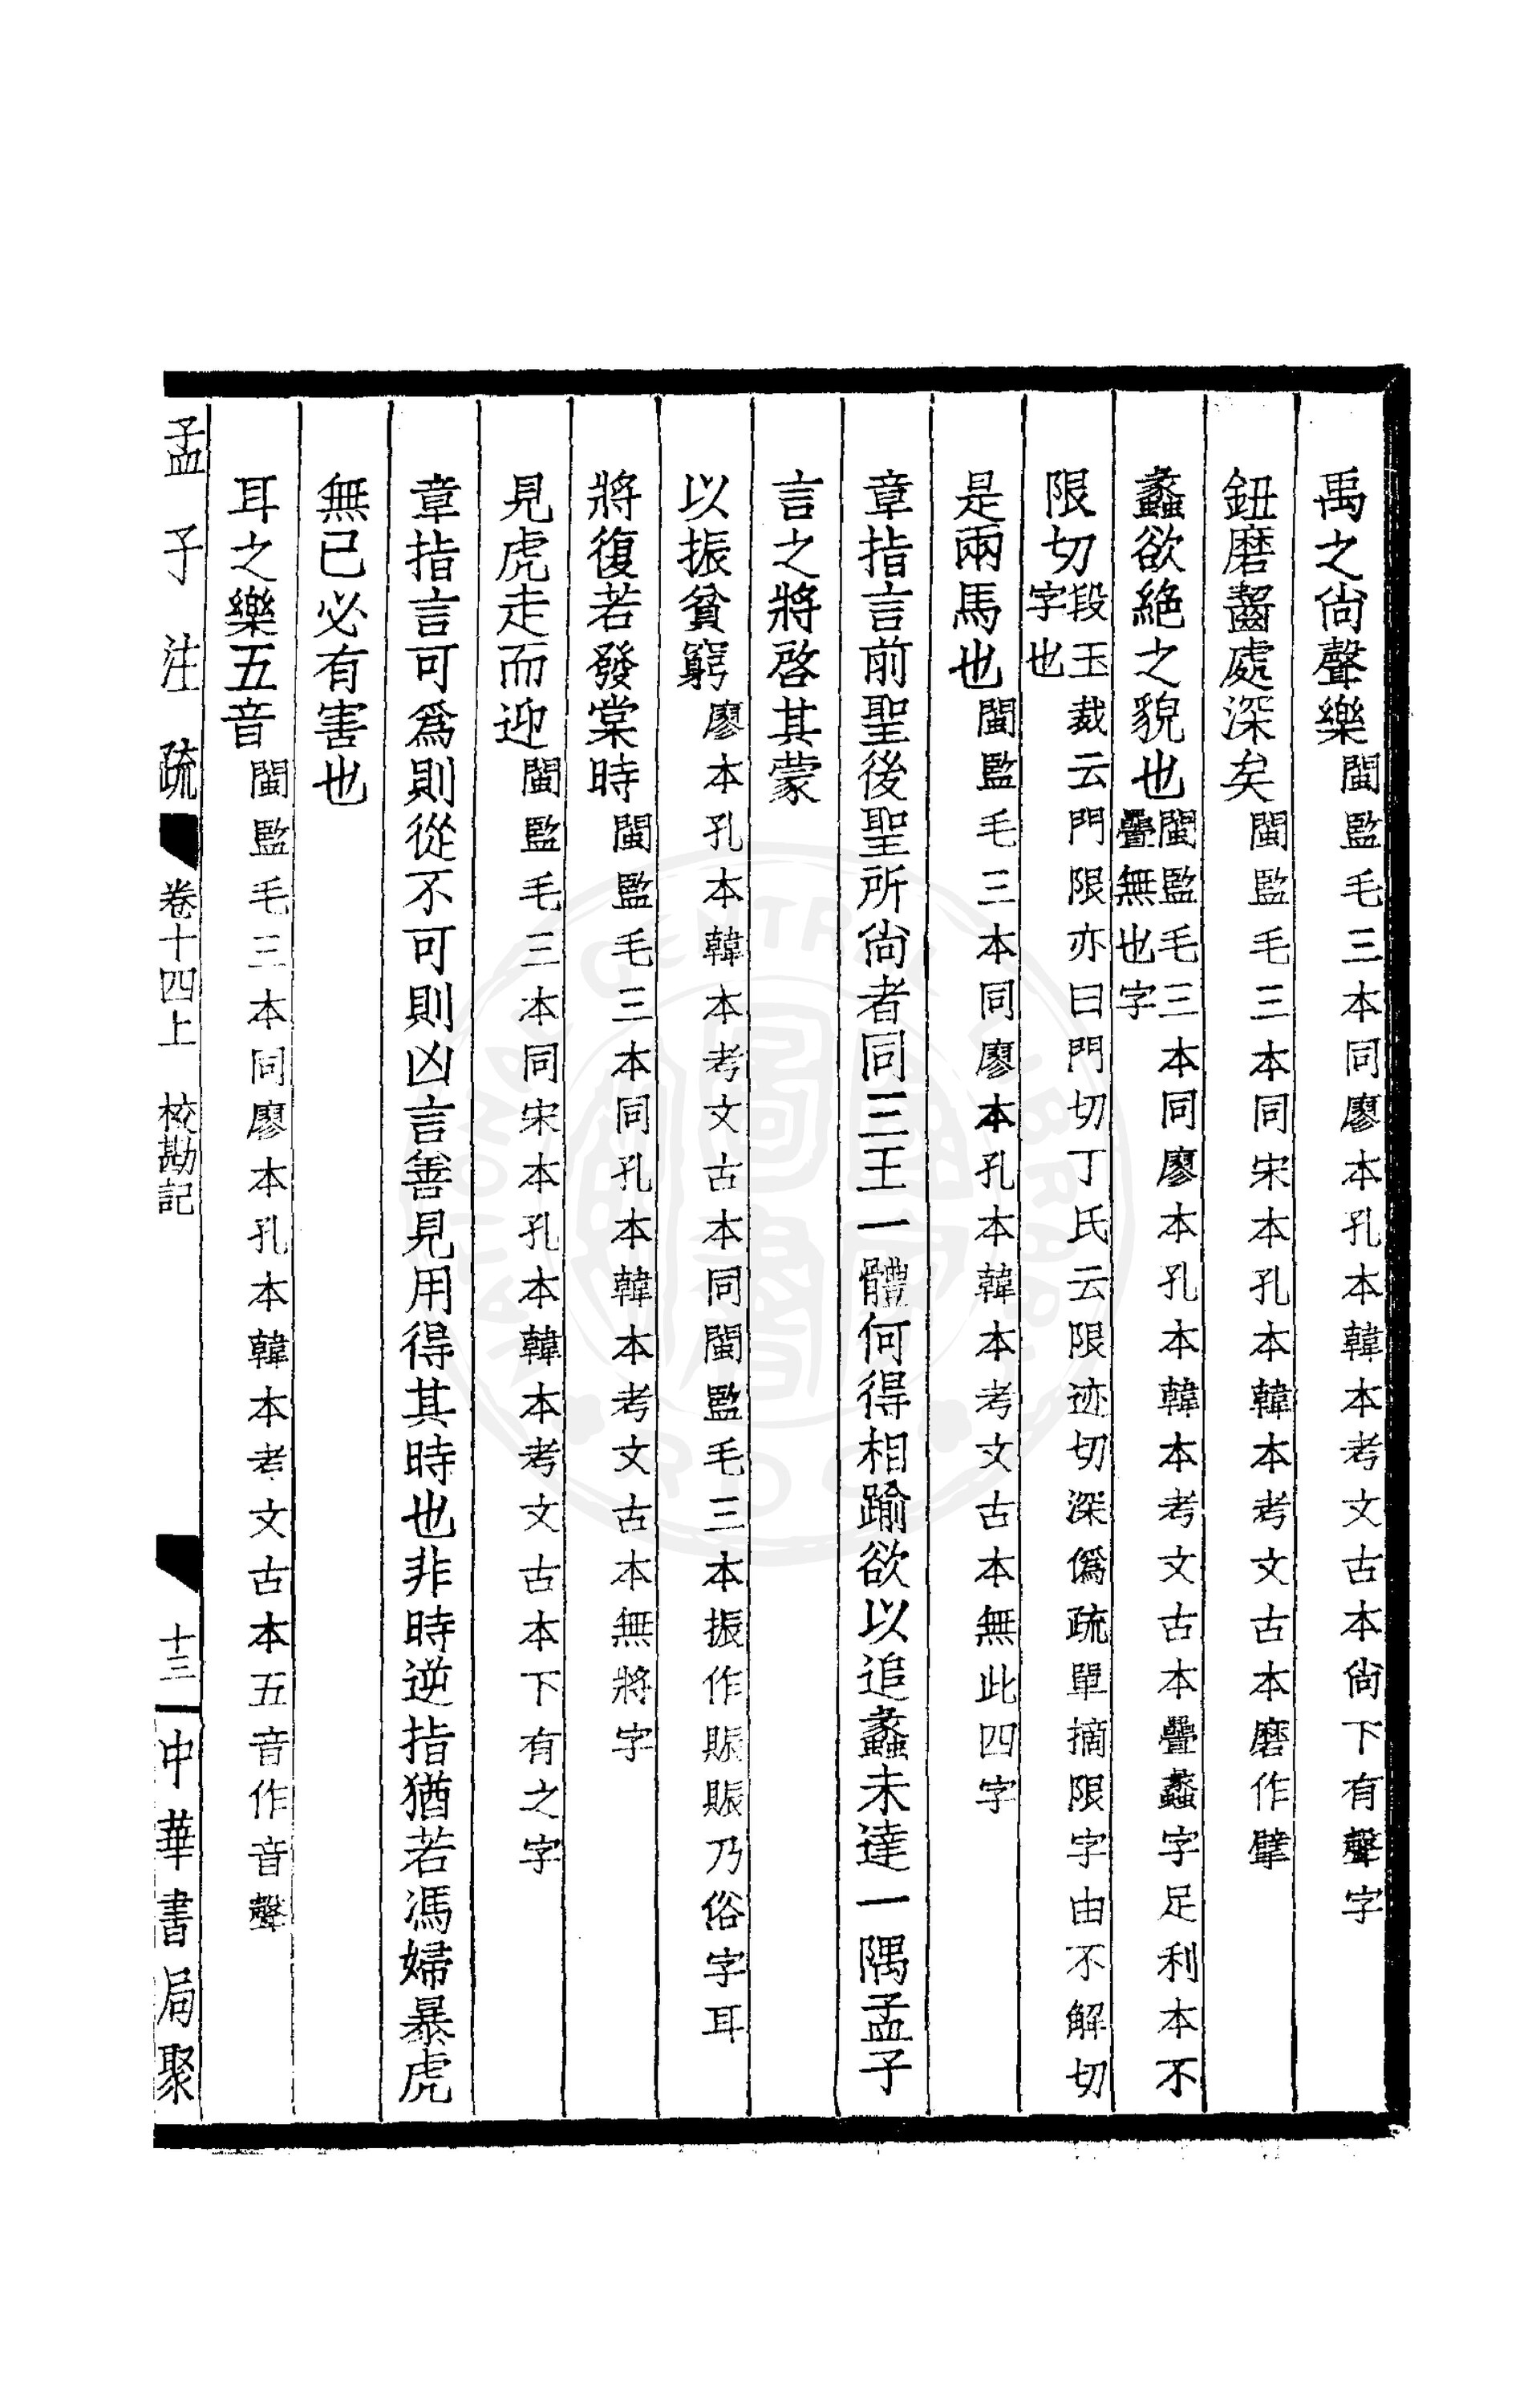 禹之尙聲樂閩監毛三本同廖本孔本韓本考文古本尙下有聲字
鈕磨齧處深矣閩監毛三本同宋本孔本韓本考文古本磨作擘
蠡欲絶之貌也閩監毛三本同廖本孔本韓本考文古本疊蠡字足利本不
疊無也字
限切段玉裁云門限亦曰門切丁氏云限迹切深僞疏單摘限字由不解切
字也
是兩馬也閩監毛三本同廖本孔本韓本考文古本無此四字
章指言前聖後聖所尙者同三王一體何得相踰欲以追蠡未達一隅孟子
言之將啓其蒙
以振貧窮廖本孔本韓本考文古本同閩監毛三本振作賑賑乃俗字耳
將復若發棠時閩監毛三本同孔本韓本考文古本無將字
見虎走而迎閩監毛三本同宋本孔本韓本考文古本下有之字
章指言可爲則從不可則凶言善見用得其時也非時逆指猶若馮婦暴虎
無已必有害也
耳之樂五音閩監毛三本同廖本孔本韓本考文古本五音作音聲
孟子注疏 卷十四上 校勘記 十三 中華書局聚
NATIONAL CENTRAL LIBRARY
ROC
國家圖書